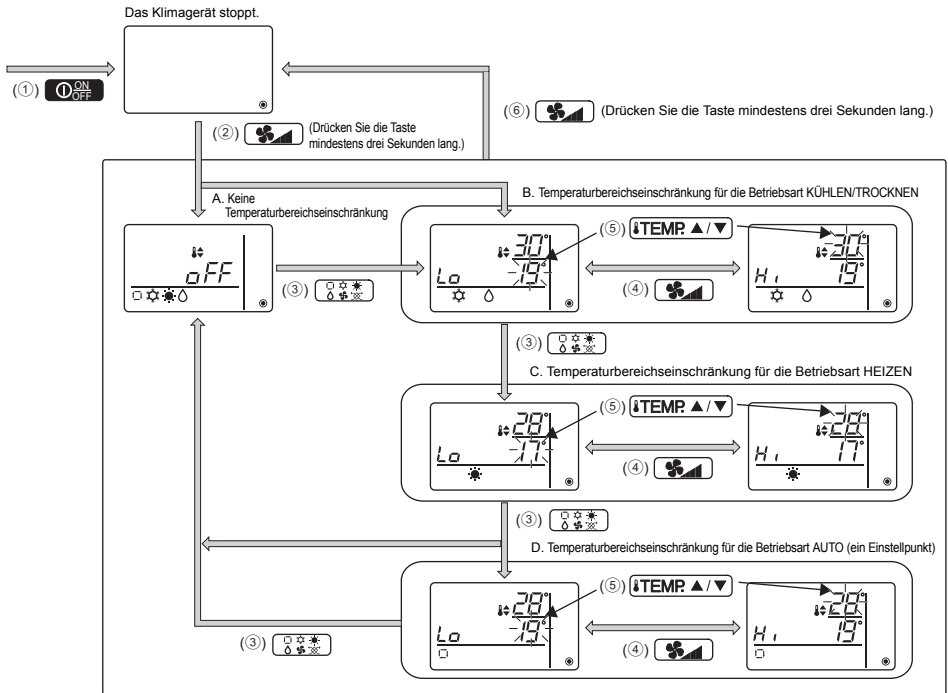 Das Klimagerät stoppt.
(①) ON
OFF
(②) (Drücken Sie die Taste
mindestens drei Sekunden lang.)
(⑥) (Drücken Sie die Taste mindestens drei Sekunden lang.)
A. Keine
Temperaturbereichseinschränkung
oFF
(③)
B. Temperaturbereichseinschränkung für die Betriebsart KÜHLEN/TROCKNEN
30°
Lo 19°
(⑤) TEMP. ▲/▼
(④)
30°
Hi 19°
(③)
C. Temperaturbereichseinschränkung für die Betriebsart HEIZEN
28°
Lo 17°
(⑤) TEMP. ▲/▼
(④)
28°
Hi 17°
(③)
D. Temperaturbereichseinschränkung für die Betriebsart AUTO (ein Einstellpunkt)
28°
Lo 19°
(⑤) TEMP. ▲/▼
(④)
28°
Hi 19°
(③)